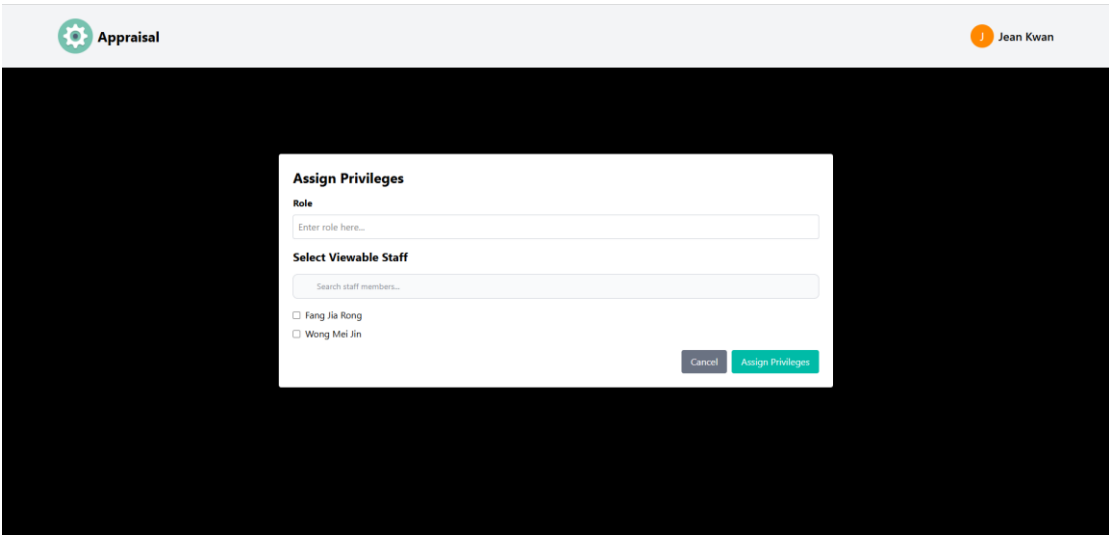 Appraisal
J Jean Kwan
Assign Privileges
Role
Enter role here...
Select Viewable Staff
Search staff members...
Fang Jia Rong
Wong Mei Jin
Cancel Assign Privileges